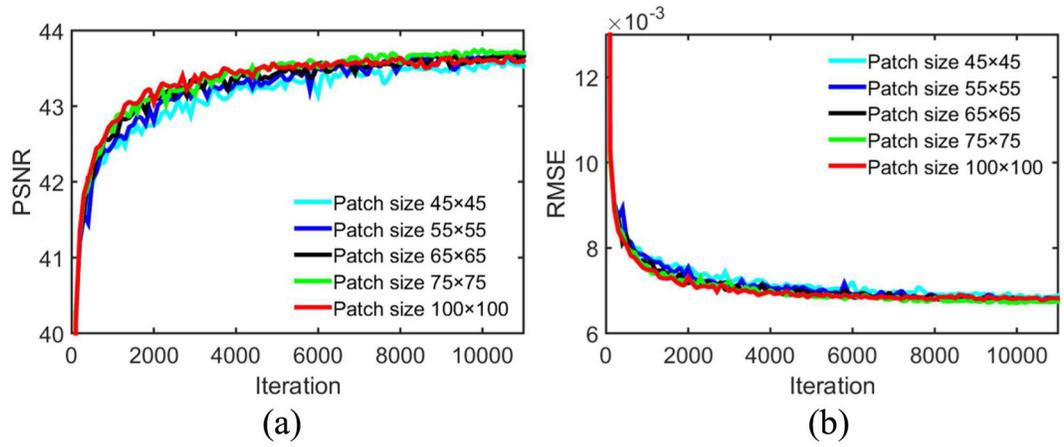 44
43
42
41
40
PSNR
Patch size 45×45
Patch size 55×55
Patch size 65×65
Patch size 75×75
Patch size 100×100
0 2000 4000 6000 8000 10000
Iteration
(a)
×10-3
12
10
8
6
RMSE
Patch size 45×45
Patch size 55×55
Patch size 65×65
Patch size 75×75
Patch size 100×100
0 2000 4000 6000 8000 10000
Iteration
(b)